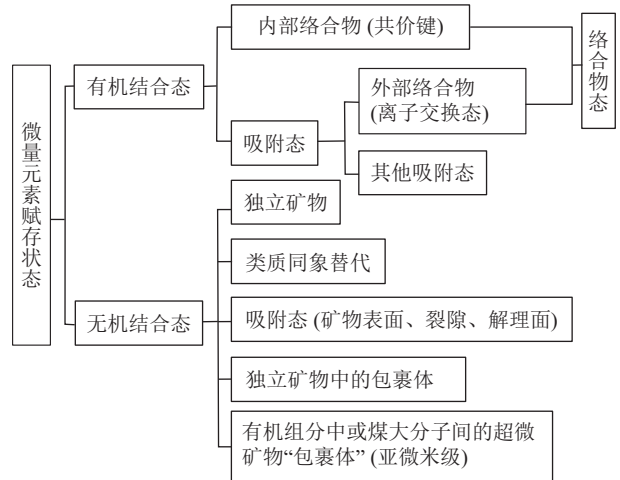 微量元素赋存状态
有机结合态
内部络合物 (共价键)
吸附态
外部络合物
(离子交换态)
其他吸附态
络合物态
无机结合态
独立矿物
类质同象替代
吸附态 (矿物表面、裂隙、解理面)
独立矿物中的包裹体
有机组分中或煤大分子间的超微
矿物“包裹体” (亚微米级)